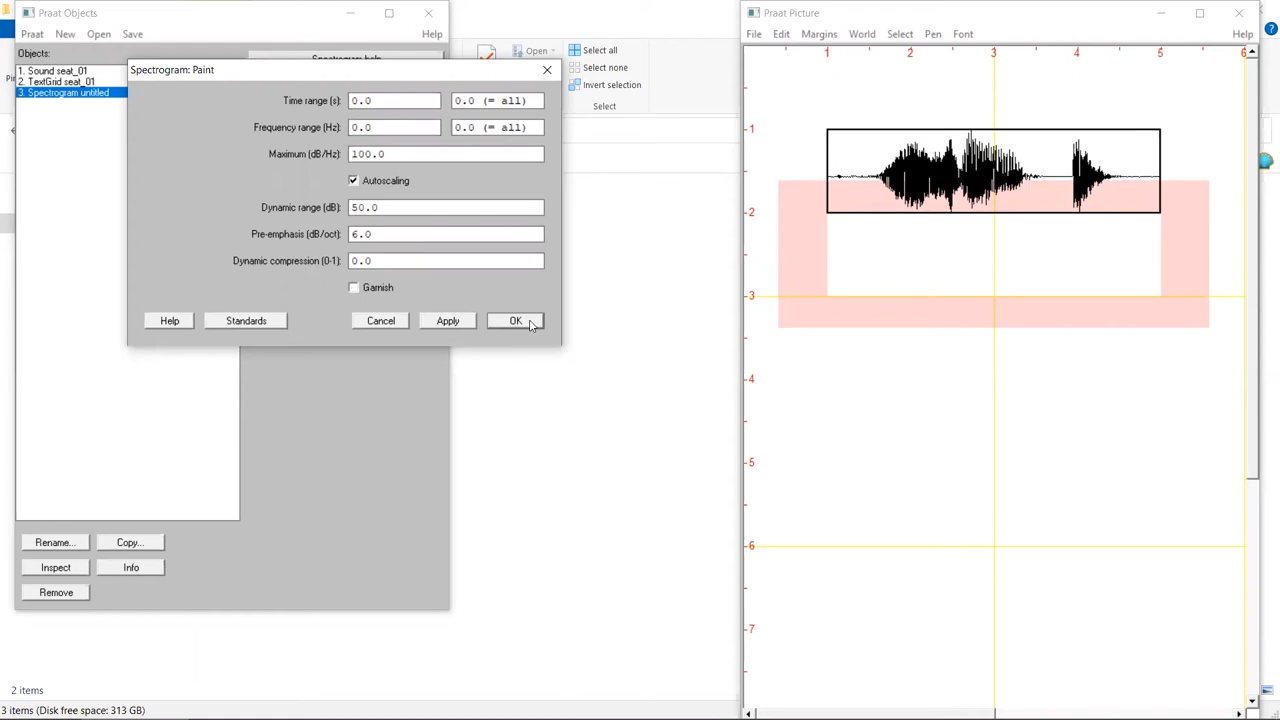 Praat Objects
Praat New Open Save Help
Objects:
1. Sound seat_01
2. TextGrid seat_01
3. Spectrogram untitled
Spectrogram help
Spectrogram: Paint
Time range (s): 0.0 0.0 (= all)
Frequency range (Hz): 0.0 0.0 (= all)
Maximum (dB/Hz): 100.0
Autoscaling
Dynamic range (dB): 50.0
Pre-emphasis (dB/oct): 6.0
Dynamic compression (0-1): 0.0
Garnish
Help Standards Cancel Apply OK
Rename... Copy...
Inspect Info
Remove
Open
Select all
Select none
Invert selection
Select
2 items
3 items (Disk free space: 313 GB)
Praat Picture
File Edit Margins World Select Pen Font Help
1 2 3 4 5 6
1
2
3
4
5
6
7